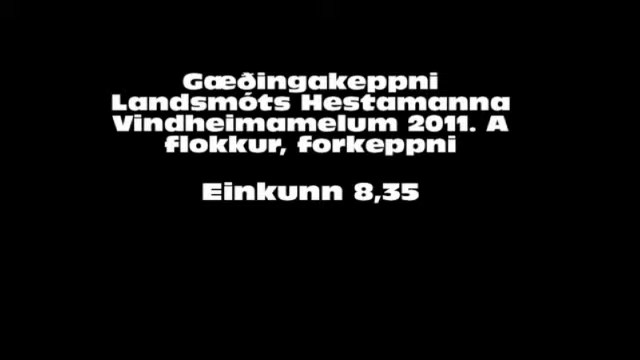 Gæðingakeppni
Landsmóts Hestamanna
Vindheimamelum 2011. A
flokkur, forkeppni
Einkunn 8,35